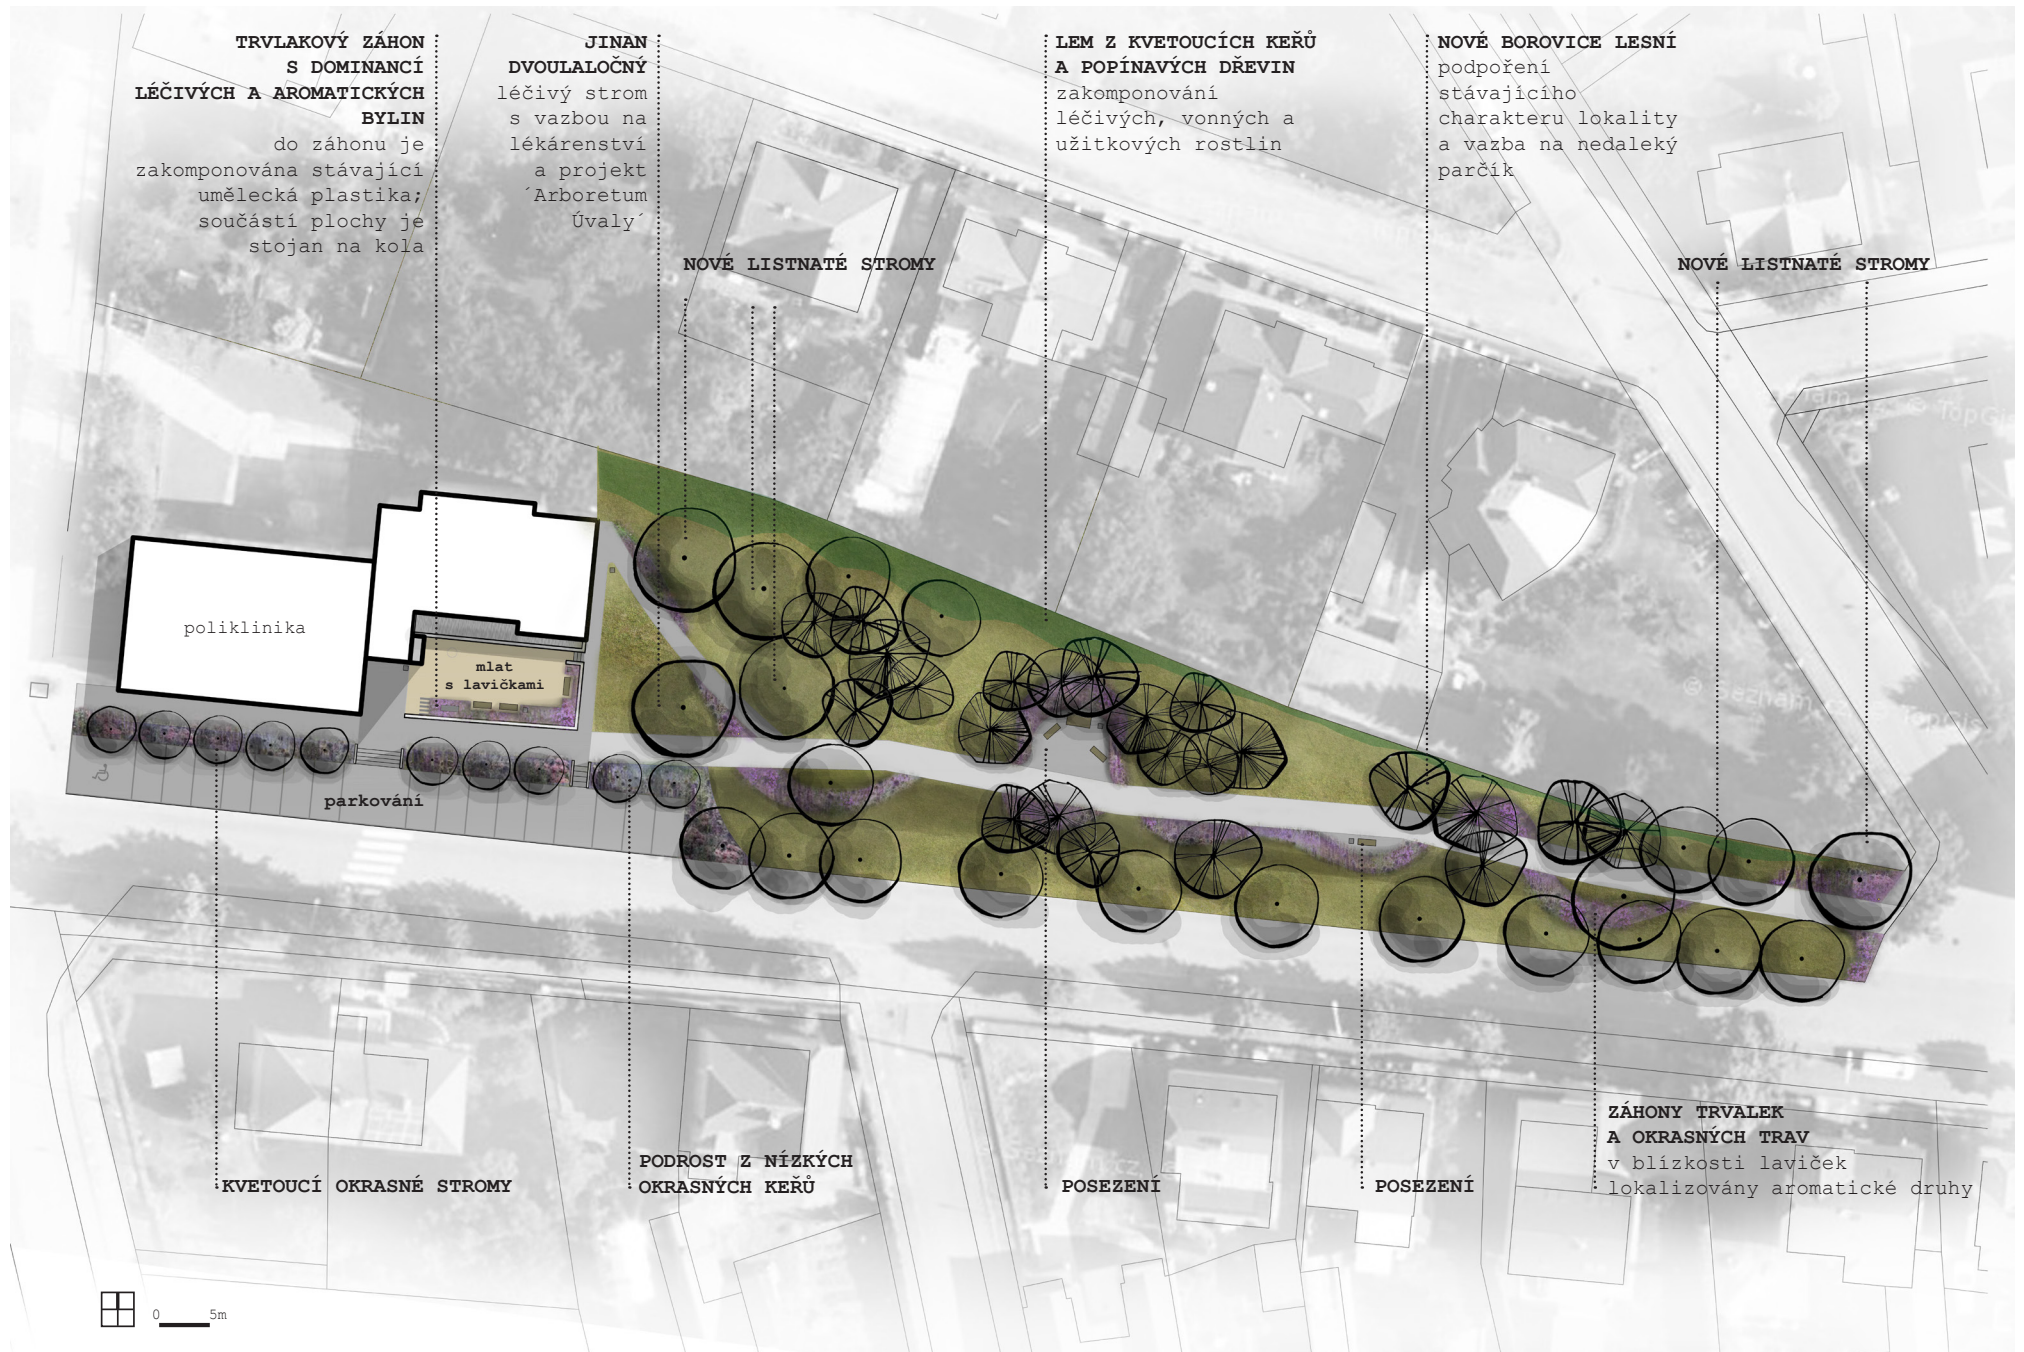 TRVLAKOVÝ ZÁHON
S DOMINANCÍ
LÉČIVÝCH A AROMATICKÝCH
BYLIN
do záhonu je
zakomponována stávající
umělecká plastika;
součástí plochy je
stojan na kola
JINAN
DVOULALOČNÝ
léčivý strom
s vazbou na
lékárenství
a projekt
´Arboretum
Úvaly´
NOVÉ LISTNATÉ STROMY
LEM Z KVETOUCÍCH KEŘŮ
A POPÍNAVÝCH DŘEVIN
zakomponování
léčivých, vonných a
užitkových rostlin
NOVÉ BOROVICE LESNÍ
podpoření
stávajícího
charakteru lokality
a vazba na nedaleký
parčík
NOVÉ LISTNATÉ STROMY
© TopGis
poliklinika
mlat
s lavičkami
© Seznam.cz, © TopGis
parkování
KVETOUCÍ OKRASNÉ STROMY
PODROST Z NÍZKÝCH
OKRASNÝCH KEŘŮ
POSEZENÍ
POSEZENÍ
ZÁHONY TRVALEK
A OKRASNÝCH TRAV
v blízkosti laviček
lokalizovány aromatické druhy
0 5m